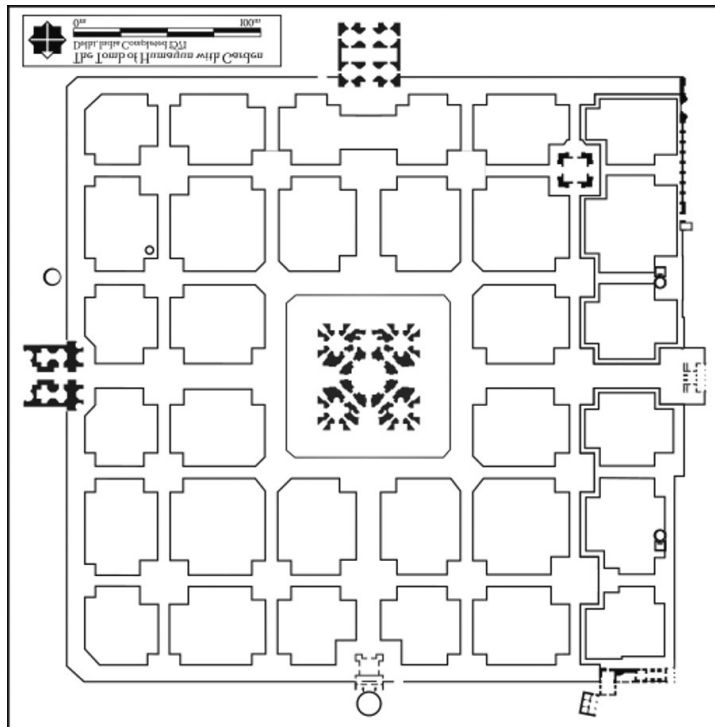 The Tomb of Humayun with Garden
Delhi, India Completed 1571
0m 100m